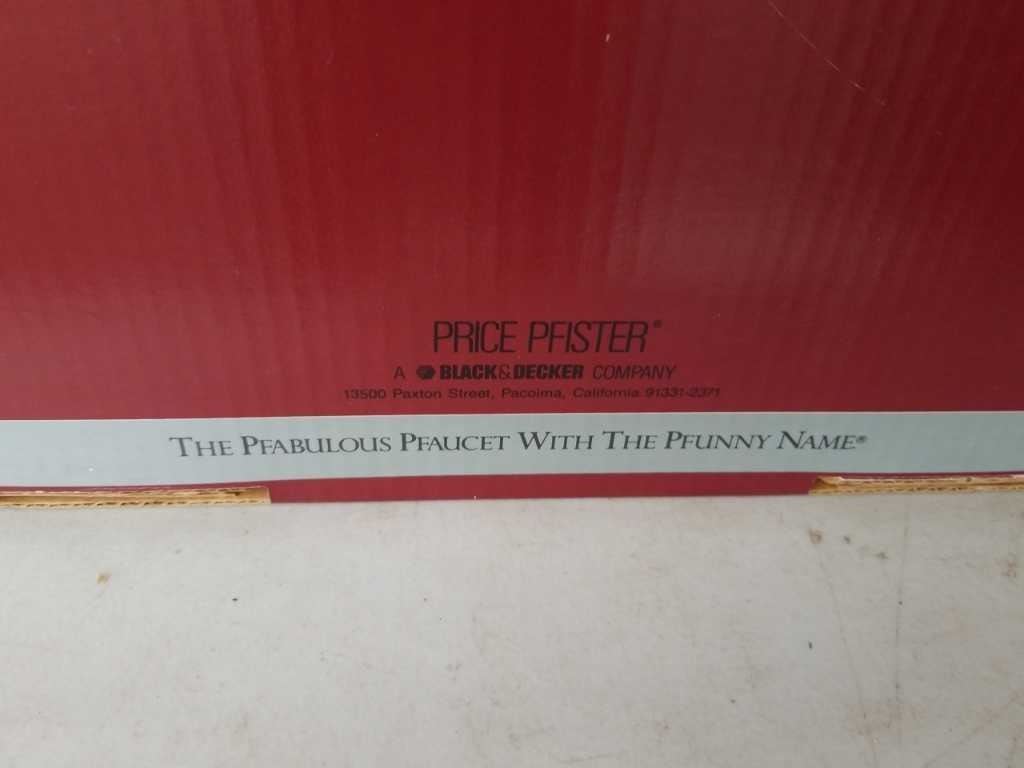 PRICE PFISTER®
A BLACK&DECKER COMPANY
13500 Paxton Street, Pacoima, California 91331-2371
THE PFABULOUS PFAUCET WITH THE PFUNNY NAME®